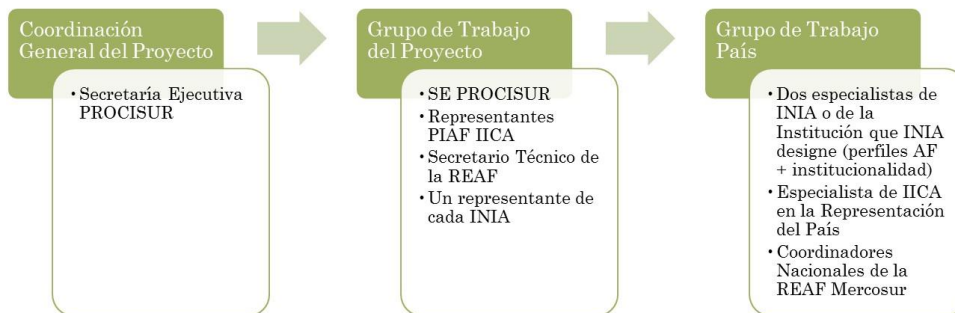 Coordinación
General del Proyecto
• Secretaría Ejecutiva
PROCISUR
Grupo de Trabajo
del Proyecto
• SE PROCISUR
• Representantes
PIAF IICA
• Secretario Técnico de
la REAF
• Un representante de
cada INIA
Grupo de Trabajo
País
• Dos especialistas de
INIA o de la
Institución que INIA
designe (perfiles AF
+ institucionalidad)
• Especialista de IICA
en la Representación
del País
• Coordinadores
Nacionales de la
REAF Mercosur